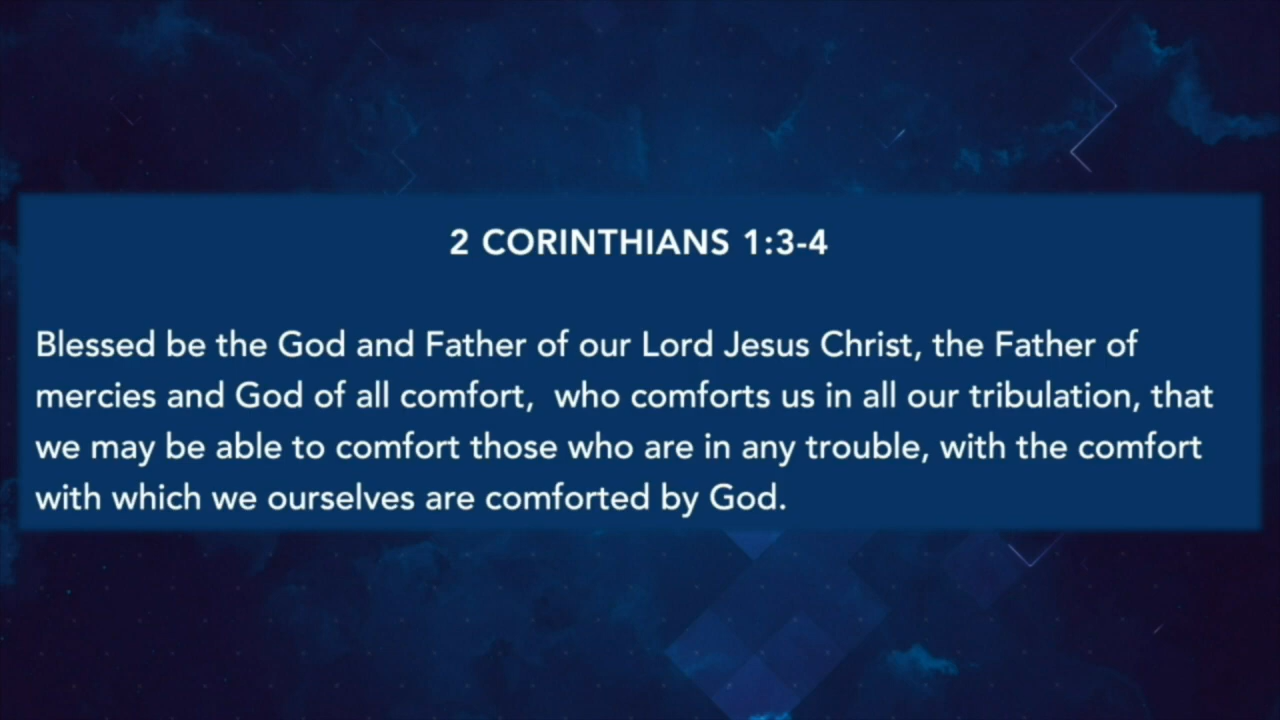 2 CORINTHIANS 1:3-4
Blessed be the God and Father of our Lord Jesus Christ, the Father of
mercies and God of all comfort,  who comforts us in all our tribulation, that
we may be able to comfort those who are in any trouble, with the comfort
with which we ourselves are comforted by God.